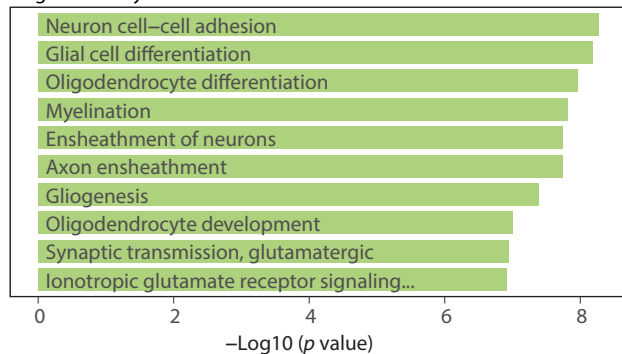 Neuron cell−cell adhesion
Glial cell differentiation
Oligodendrocyte differentiation
Myelination
Ensheathment of neurons
Axon ensheathment
Gliogenesis
Oligodendrocyte development
Synaptic transmission, glutamatergic
Ionotropic glutamate receptor signaling...
0 2 4 6 8
−Log10 (p value)